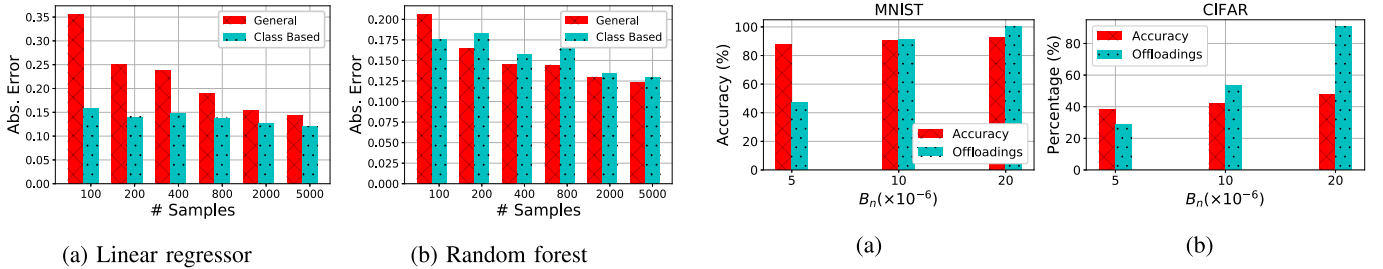 0.35
0.30
0.25
0.20
0.15
0.10
0.05
0.00
Abs. Error
General
Class Based
100 200 400 800 2000 5000
# Samples
(a) Linear regressor
0.200
0.175
0.150
0.125
0.100
0.075
0.050
0.025
0.000
Abs. Error
General
Class Based
100 200 400 800 2000 5000
# Samples
(b) Random forest
MNIST
100
80
60
40
20
0
Accuracy (%)
Accuracy
Offloadings
5 10 20
Bₙ(×10⁻⁶)
(a)
CIFAR
80
60
40
20
0
Percentage (%)
Accuracy
Offloadings
5 10 20
Bₙ(×10⁻⁶)
(b)